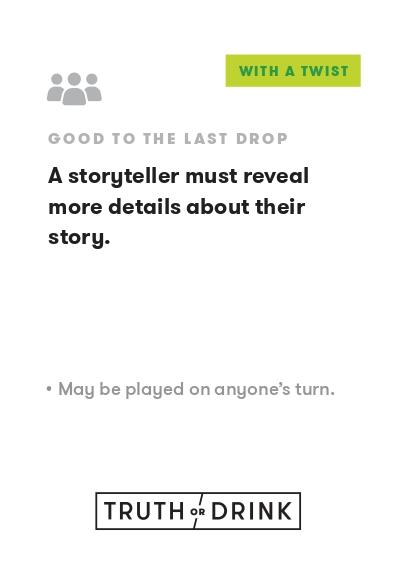 WITH A TWIST
GOOD TO THE LAST DROP
A storyteller must reveal
more details about their
story.
• May be played on anyone's turn.
TRUTH OR DRINK